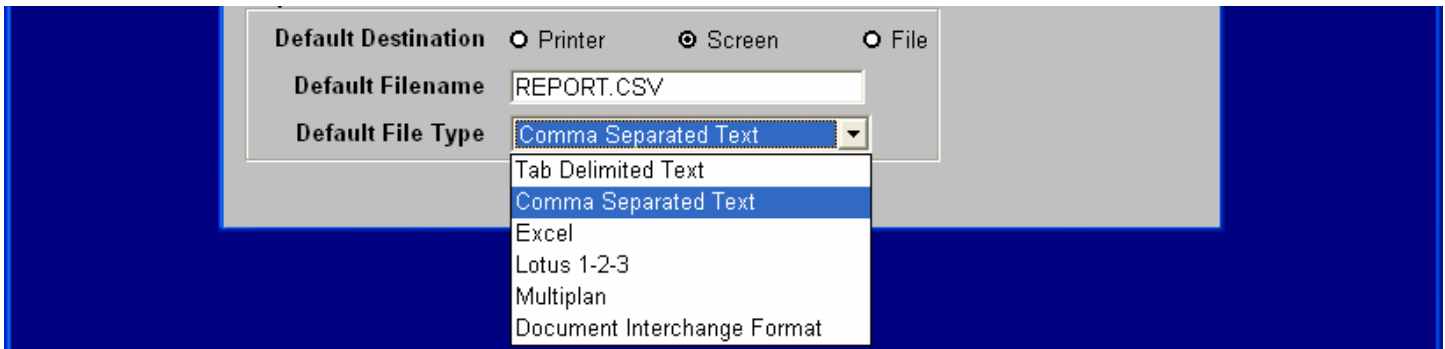 Default Destination Printer Screen File
Default Filename REPORT.CSV
Default File Type Comma Separated Text
Tab Delimited Text
Comma Separated Text
Excel
Lotus 1-2-3
Multiplan
Document Interchange Format